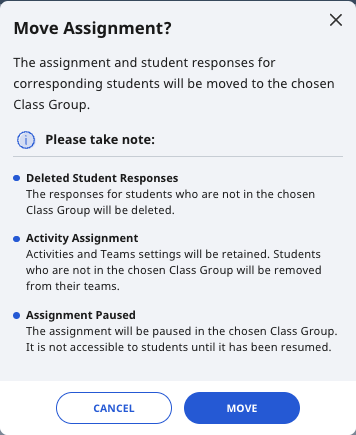 Move Assignment?
The assignment and student responses for
corresponding students will be moved to the chosen
Class Group.
Please take note:
Deleted Student Responses
The responses for students who are not in the chosen
Class Group will be deleted.
Activity Assignment
Activities and Teams settings will be retained. Students
who are not in the chosen Class Group will be removed
from their teams.
Assignment Paused
The assignment will be paused in the chosen Class Group.
It is not accessible to students until it has been resumed.
CANCEL
MOVE